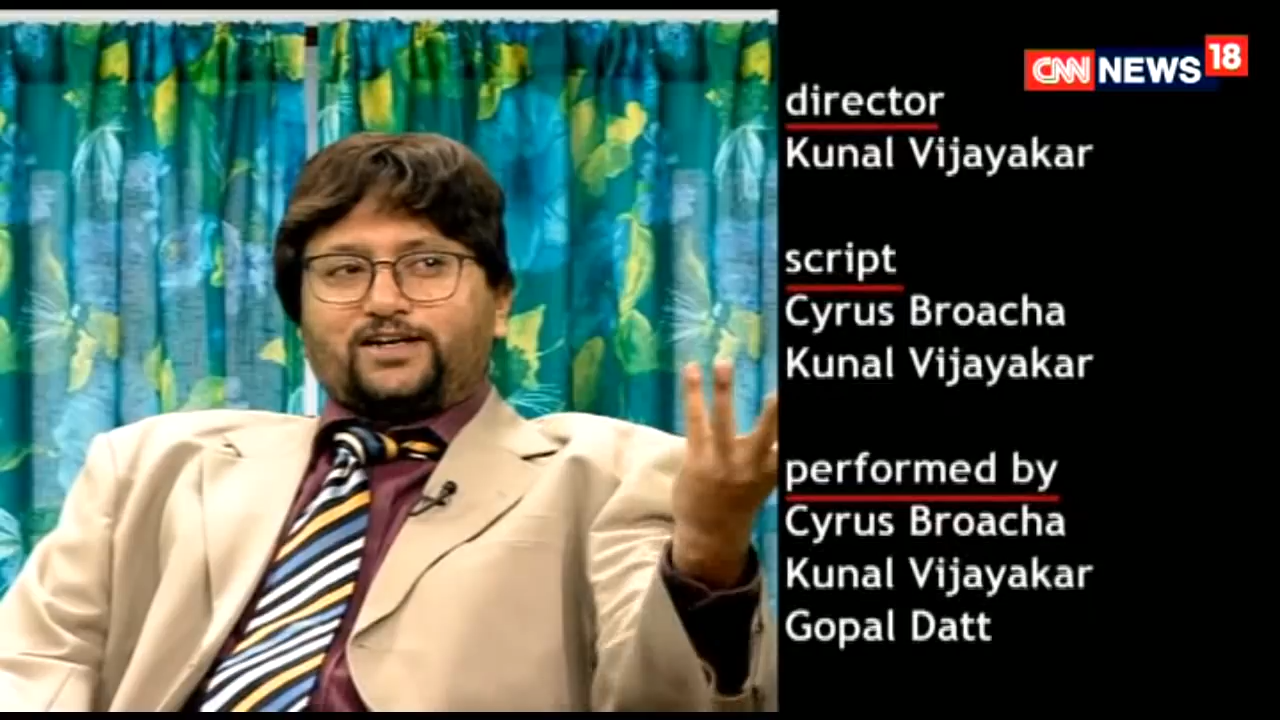 CNN NEWS 18
director
Kunal Vijayakar
script
Cyrus Broacha
Kunal Vijayakar
performed by
Cyrus Broacha
Kunal Vijayakar
Gopal Datt